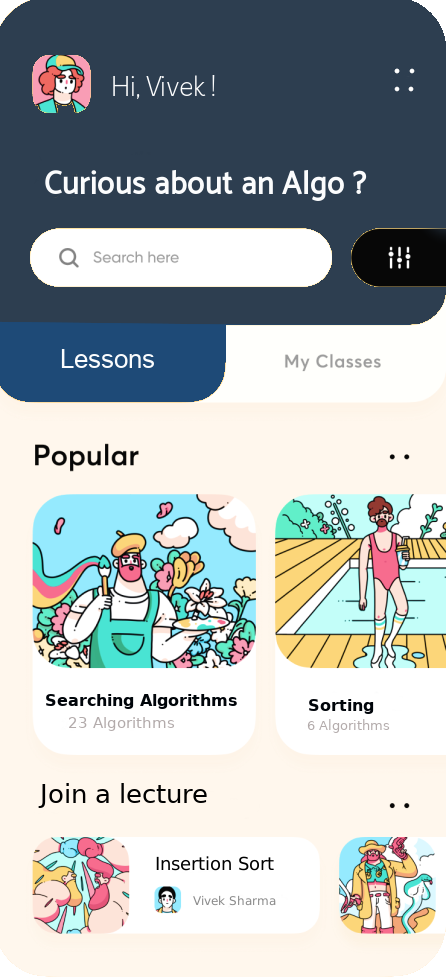 Hi, Vivek !
Curious about an Algo ?
Search here
Lessons
My Classes
Popular
Searching Algorithms
23 Algorithms
Sorting
6 Algorithms
Join a lecture
Insertion Sort
Vivek Sharma